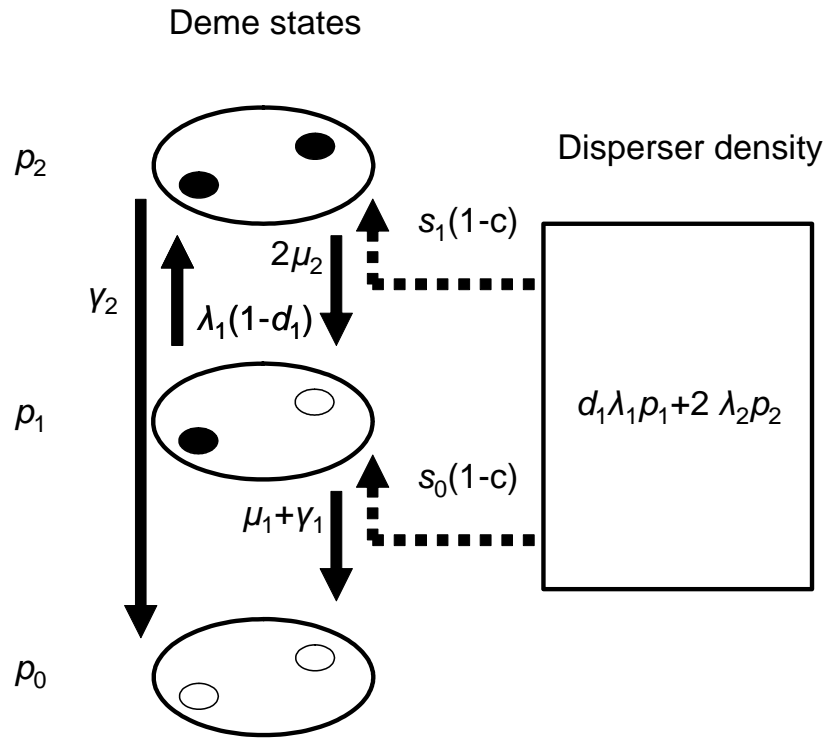 Deme states
p₂
Disperser density
s₁(1-c)
2μ₂
γ₂
λ₁(1-d₁)
d₁λ₁p₁+2 λ₂p₂
p₁
s₀(1-c)
μ₁+γ₁
p₀